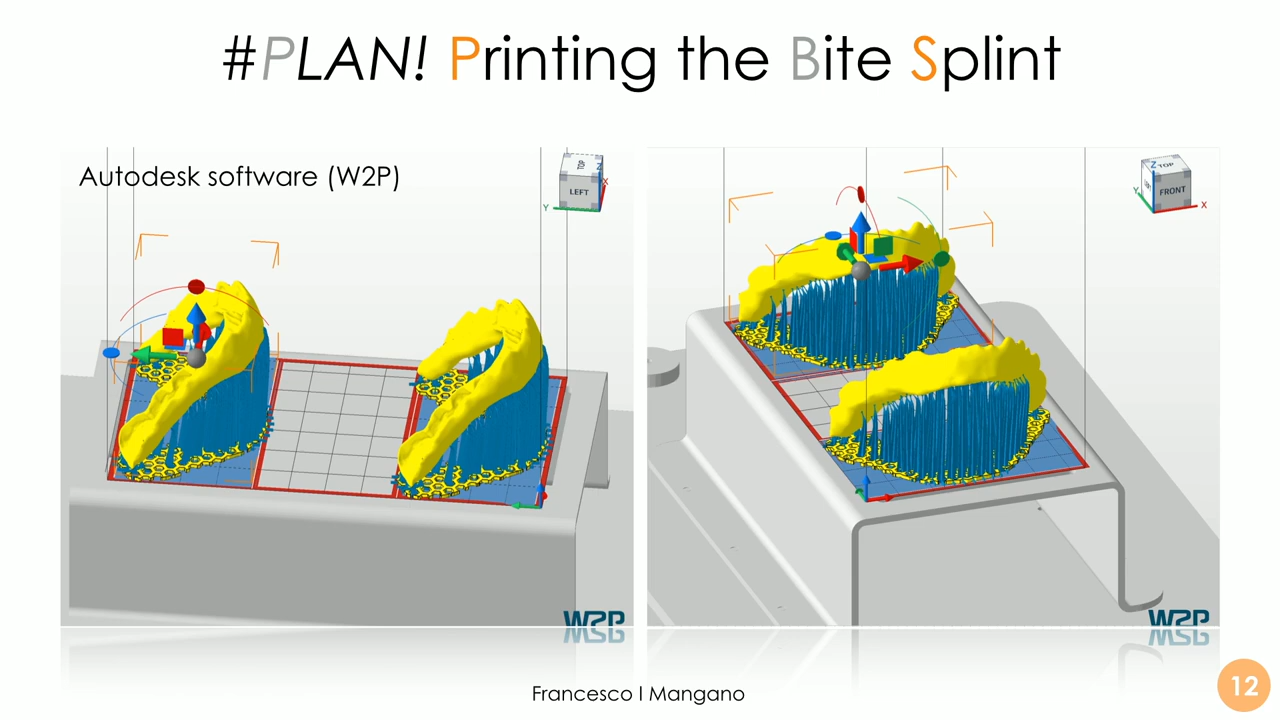 #PLAN! Printing the Bite Splint
Autodesk software (W2P)
TOP
Z
LEFT
X
Y
Z TOP
FRONT
Y
X
W2P
W2P
Francesco I Mangano
12